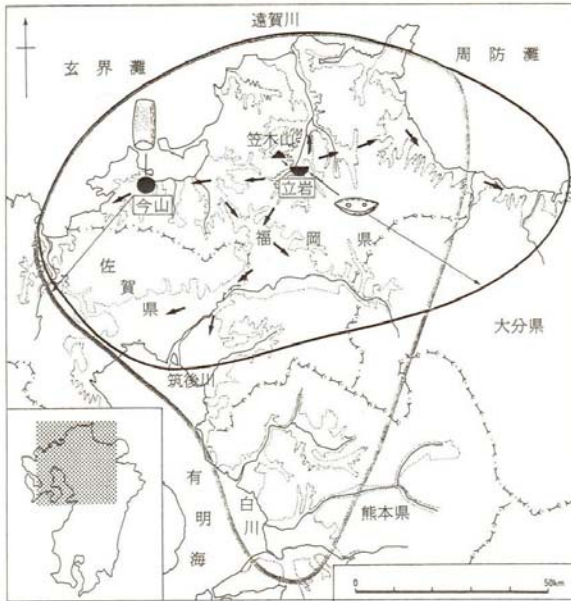 遠賀川
玄界灘
周防灘
笠木山
今山
立岩
福岡県
佐賀県
大分県
筑後川
有明海
白川
熊本県
0
50km